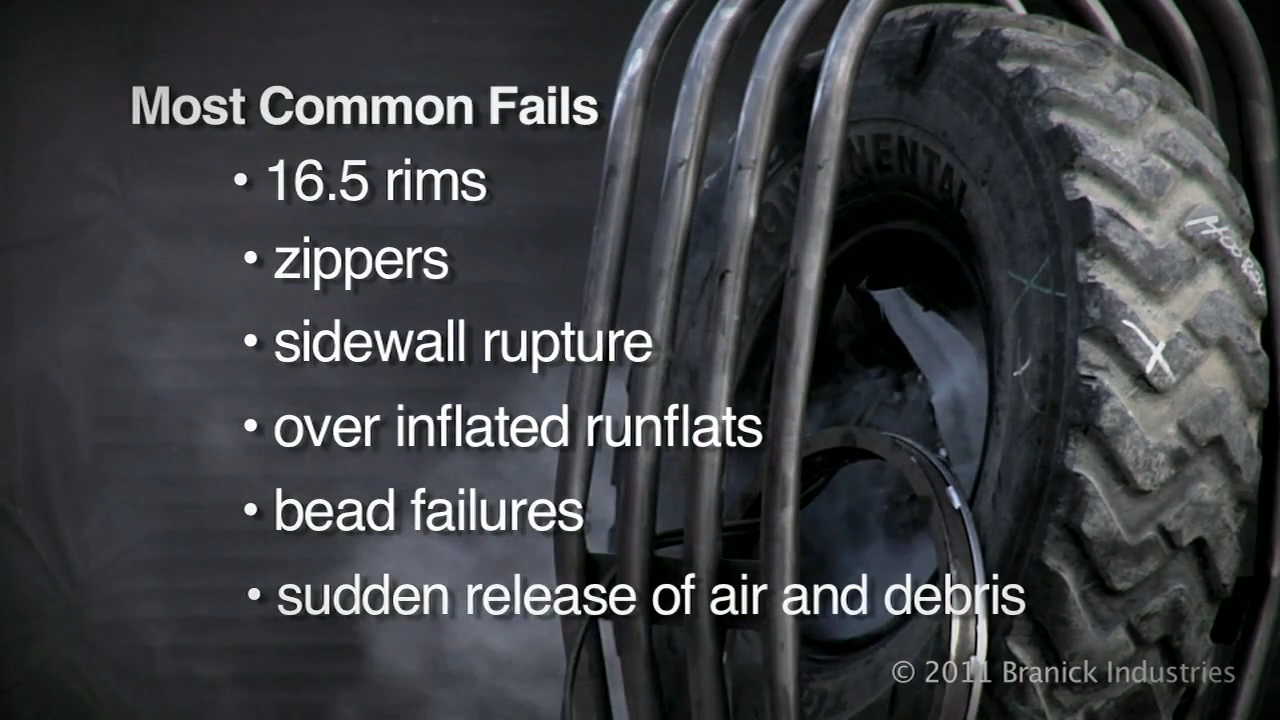 Most Common Fails
• 16.5 rims
• zippers
• sidewall rupture
• over inflated runflats
• bead failures
• sudden release of air and debris
© 2011 Branick Industries